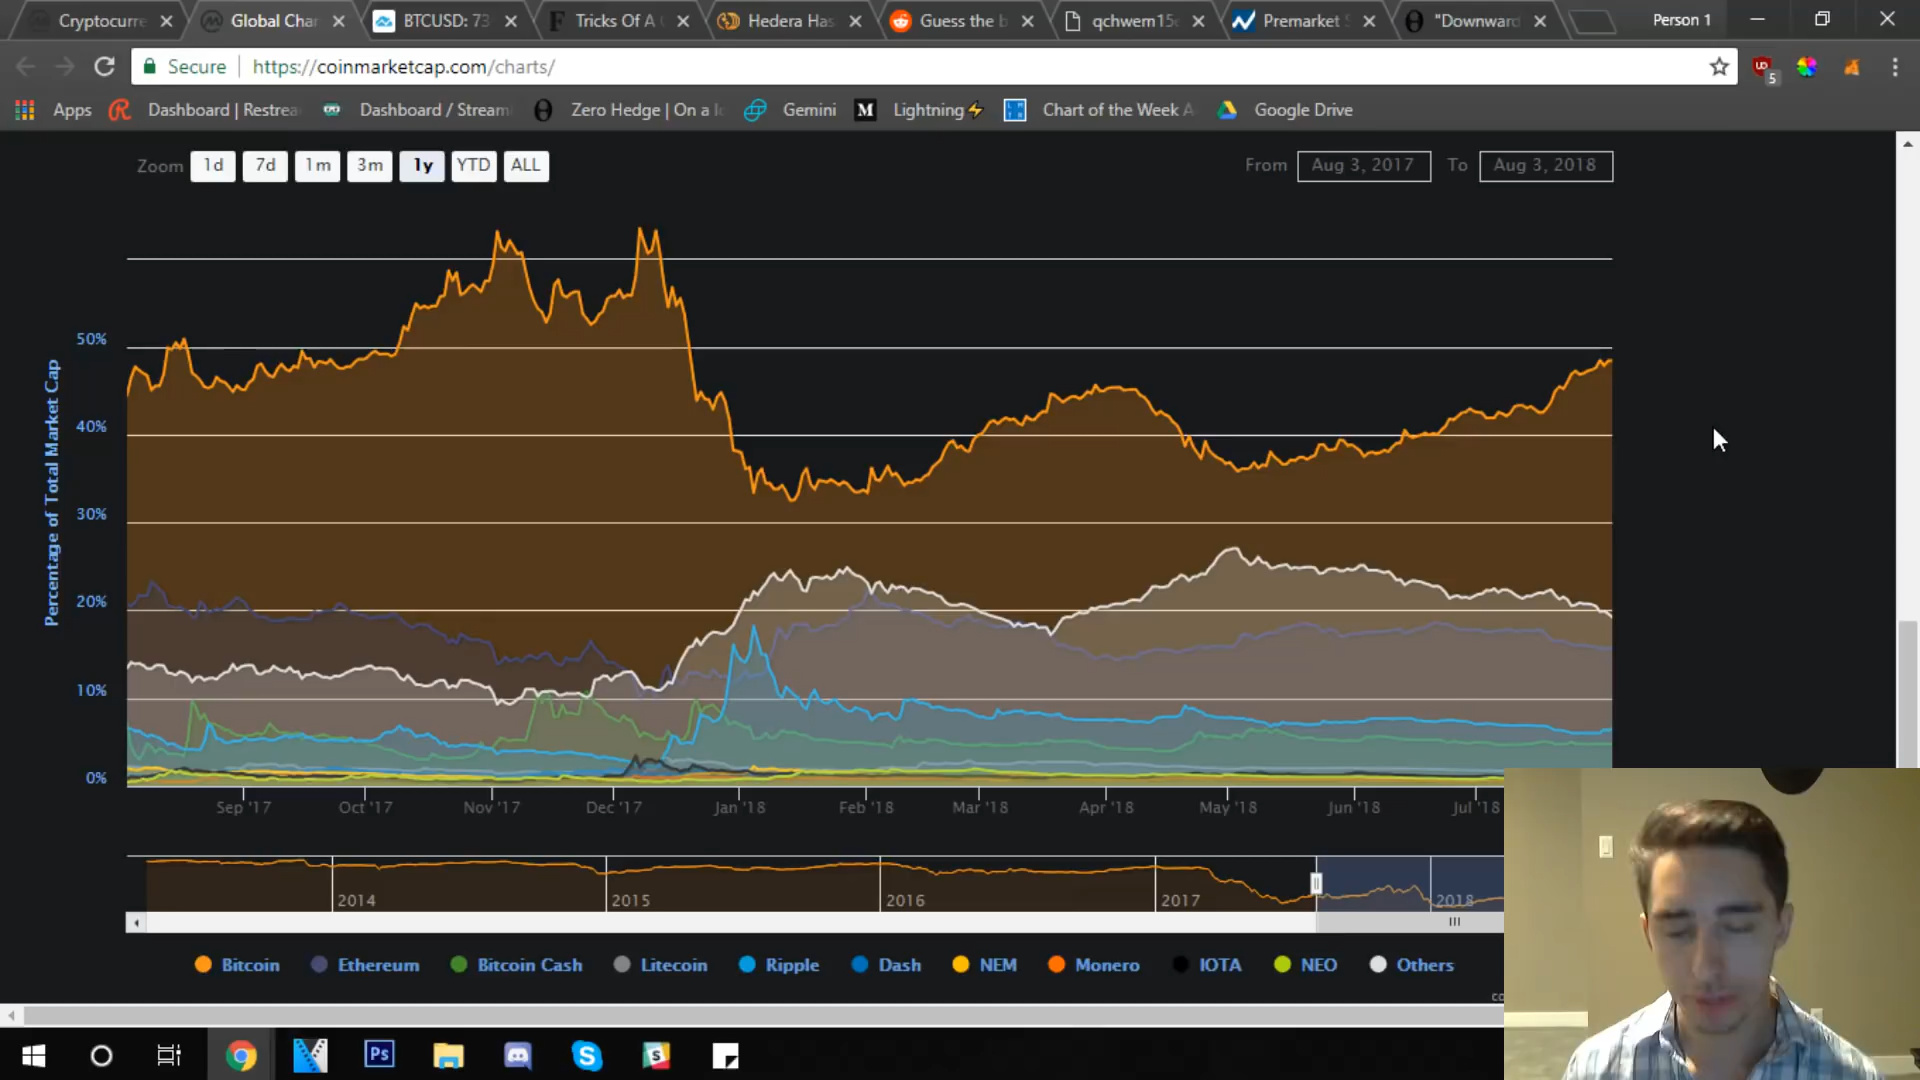 Cryptocurre
Global Cha
BTCUSD: 73
Tricks Of A
Hedera Has
Guess the b
qchwem15
Premarket
"Downward
Person 1
Secure
https://coinmarketcap.com/charts/
5
Apps
Dashboard | Restrea
Dashboard / Stream
Zero Hedge | On a lo
Gemini
M
Lightning⚡
Chart of the Week A
Google Drive
Zoom 1d 7d 1m 3m 1y YTD ALL
From Aug 3, 2017 To Aug 3, 2018
Percentage of Total Market Cap
50%
40%
30%
20%
10%
0%
Sep '17 Oct '17 Nov '17 Dec '17 Jan '18 Feb '18 Mar '18 Apr '18 May '18 Jun '18 Jul '18
2014 2015 2016 2017 2018
Bitcoin Ethereum Bitcoin Cash Litecoin Ripple Dash NEM Monero IOTA NEO Others
Ps